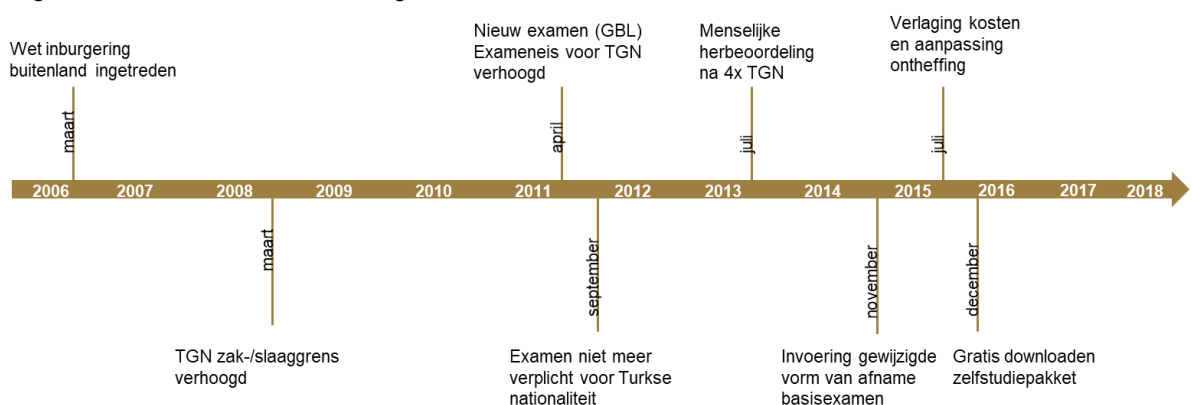 Wet inburgering
buitenland ingetreden
Nieuw examen (GBL)
Exameneis voor TGN
verhoogd
Menselijke
herbeoordeling
na 4x TGN
Verlaging kosten
en aanpassing
ontheffing
maart
april
juli
juli
2006 2007 2008 2009 2010 2011 2012 2013 2014 2015 2016 2017 2018
maart
september
november
december
TGN zak-/slaaggrens
verhoogd
Examen niet meer
verplicht voor Turkse
nationaliteit
Invoering gewijzigde
vorm van afname
basisexamen
Gratis downloaden
zelfstudiepakket